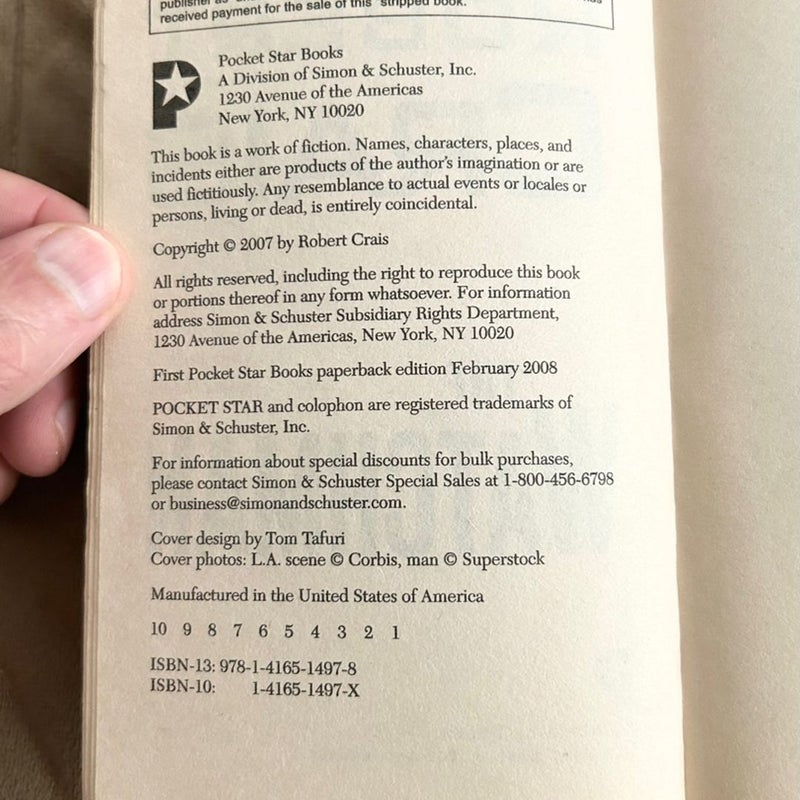 publisher as
received payment for the sale of this "stripped book."
Pocket Star Books
A Division of Simon & Schuster, Inc.
1230 Avenue of the Americas
New York, NY 10020
This book is a work of fiction. Names, characters, places, and
incidents either are products of the author's imagination or are
used fictitiously. Any resemblance to actual events or locales or
persons, living or dead, is entirely coincidental.
Copyright © 2007 by Robert Crais
All rights reserved, including the right to reproduce this book
or portions thereof in any form whatsoever. For information
address Simon & Schuster Subsidiary Rights Department,
1230 Avenue of the Americas, New York, NY 10020
First Pocket Star Books paperback edition February 2008
POCKET STAR and colophon are registered trademarks of
Simon & Schuster, Inc.
For information about special discounts for bulk purchases,
please contact Simon & Schuster Special Sales at 1-800-456-6798
or business@simonandschuster.com.
Cover design by Tom Tafuri
Cover photos: L.A. scene © Corbis, man © Superstock
Manufactured in the United States of America
10 9 8 7 6 5 4 3 2 1
ISBN-13: 978-1-4165-1497-8
ISBN-10: 1-4165-1497-X